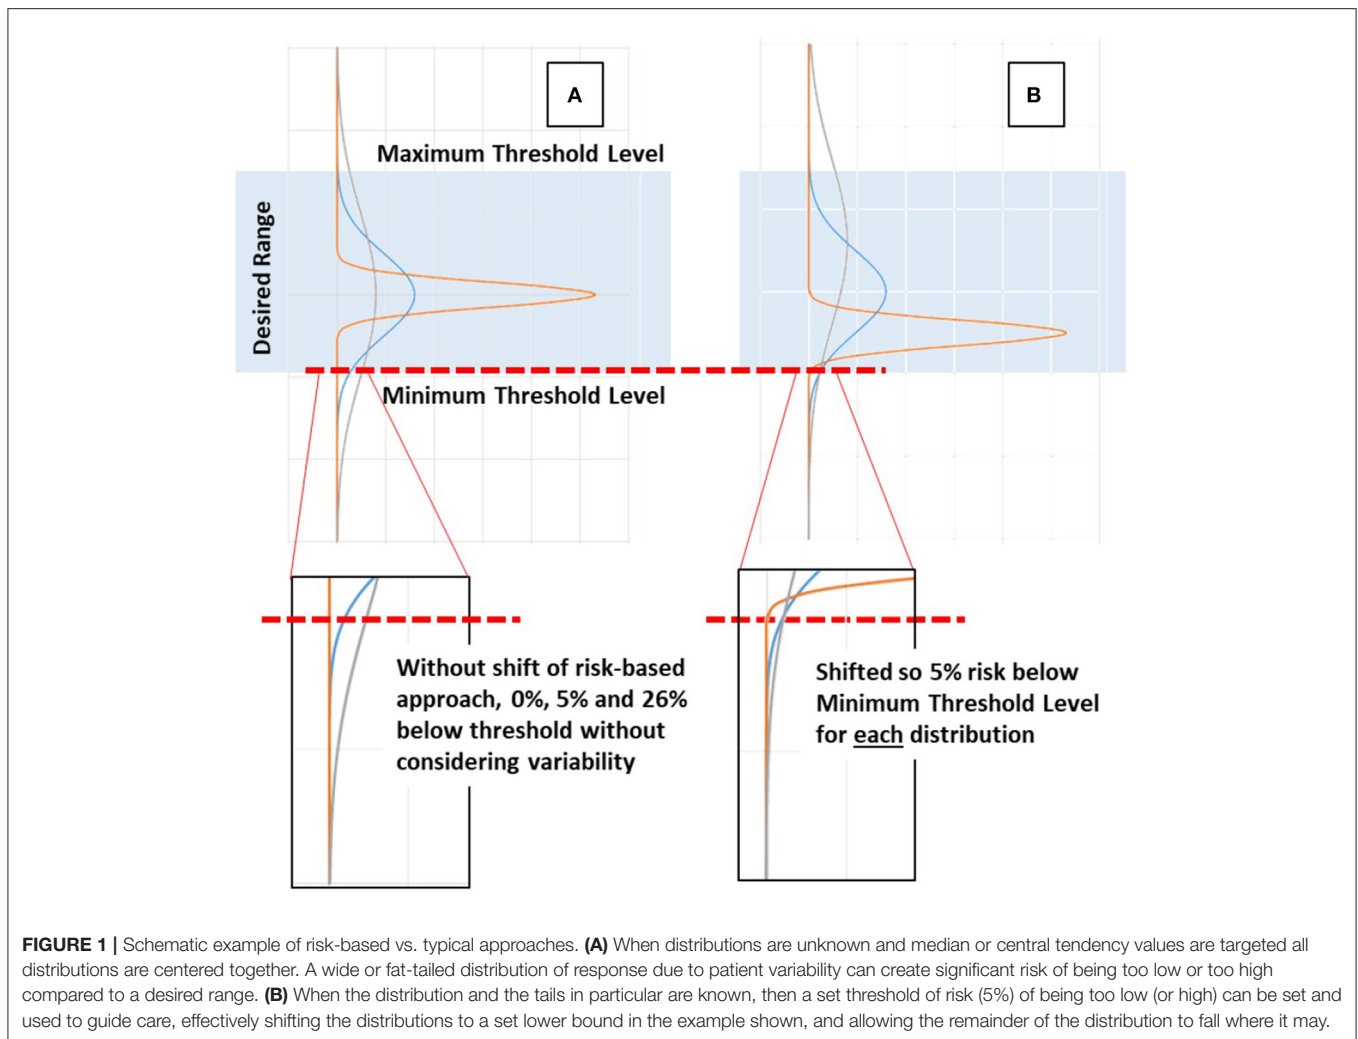 A
B
Maximum Threshold Level
Desired Range
Minimum Threshold Level
Without shift of risk-based
approach, 0%, 5% and 26%
below threshold without
considering variability
Shifted so 5% risk below
Minimum Threshold Level
for each distribution
FIGURE 1 | Schematic example of risk-based vs. typical approaches. (A) When distributions are unknown and median or central tendency values are targeted all
distributions are centered together. A wide or fat-tailed distribution of response due to patient variability can create significant risk of being too low or too high
compared to a desired range. (B) When the distribution and the tails in particular are known, then a set threshold of risk (5%) of being too low (or high) can be set and
used to guide care, effectively shifting the distributions to a set lower bound in the example shown, and allowing the remainder of the distribution to fall where it may.